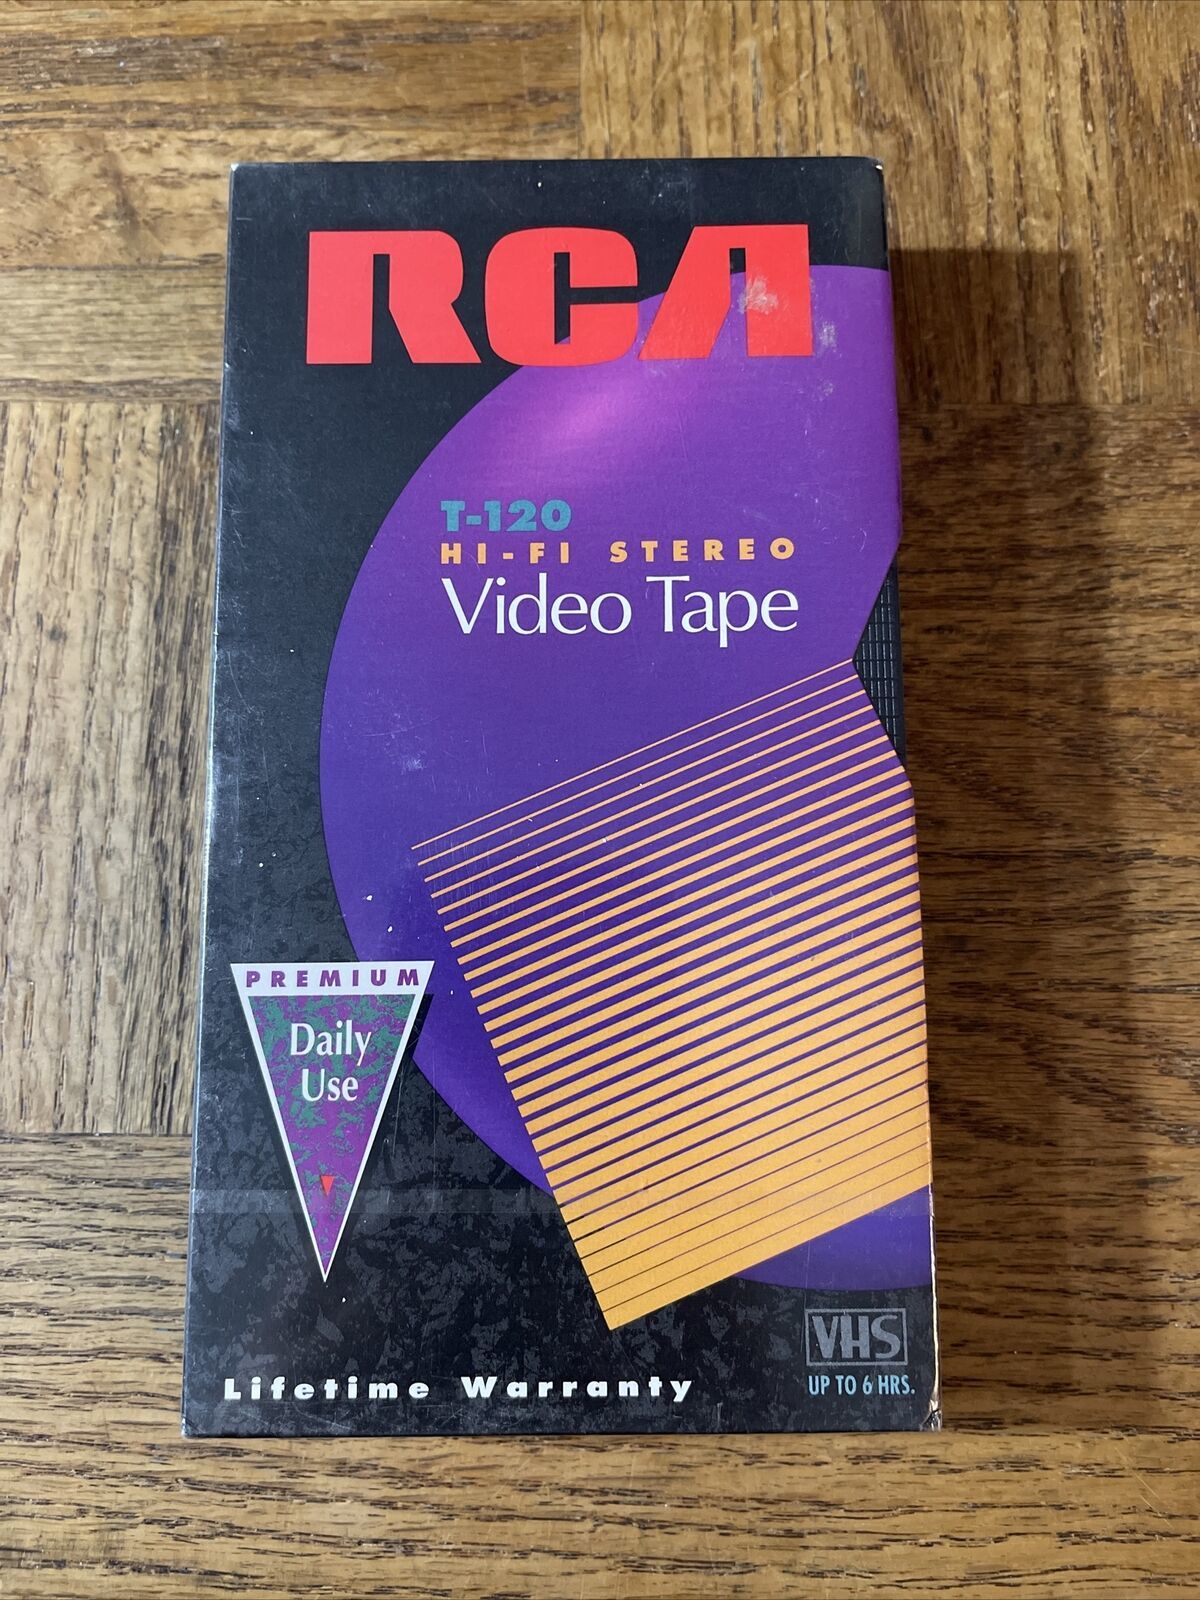 RCA
T-120
HI-FI STEREO
Video Tape
PREMIUM
Daily
Use
VHS
UP TO 6 HRS.
Lifetime Warranty